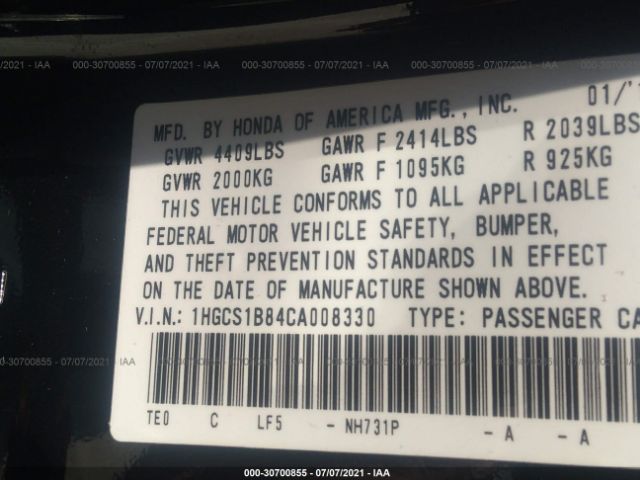 000-30700855 - 07/07/2021 - IAA
MFD. BY HONDA OF AMERICA MFG., INC. 01/'1
GVWR 4409LBS GAWR F 2414LBS R 2039LBS
GVWR 2000KG GAWR F 1095KG R 925KG
THIS VEHICLE CONFORMS TO ALL APPLICABLE
FEDERAL MOTOR VEHICLE SAFETY, BUMPER,
AND THEFT PREVENTION STANDARDS IN EFFECT
ON THE DATE OF MANUFACTURE SHOWN ABOVE.
V.I.N.: 1HGCS1B84CA008330 TYPE: PASSENGER CA
TE0 C LF5 - NH731P - A - A
000-30700855 - 07/07/2021 - IAA